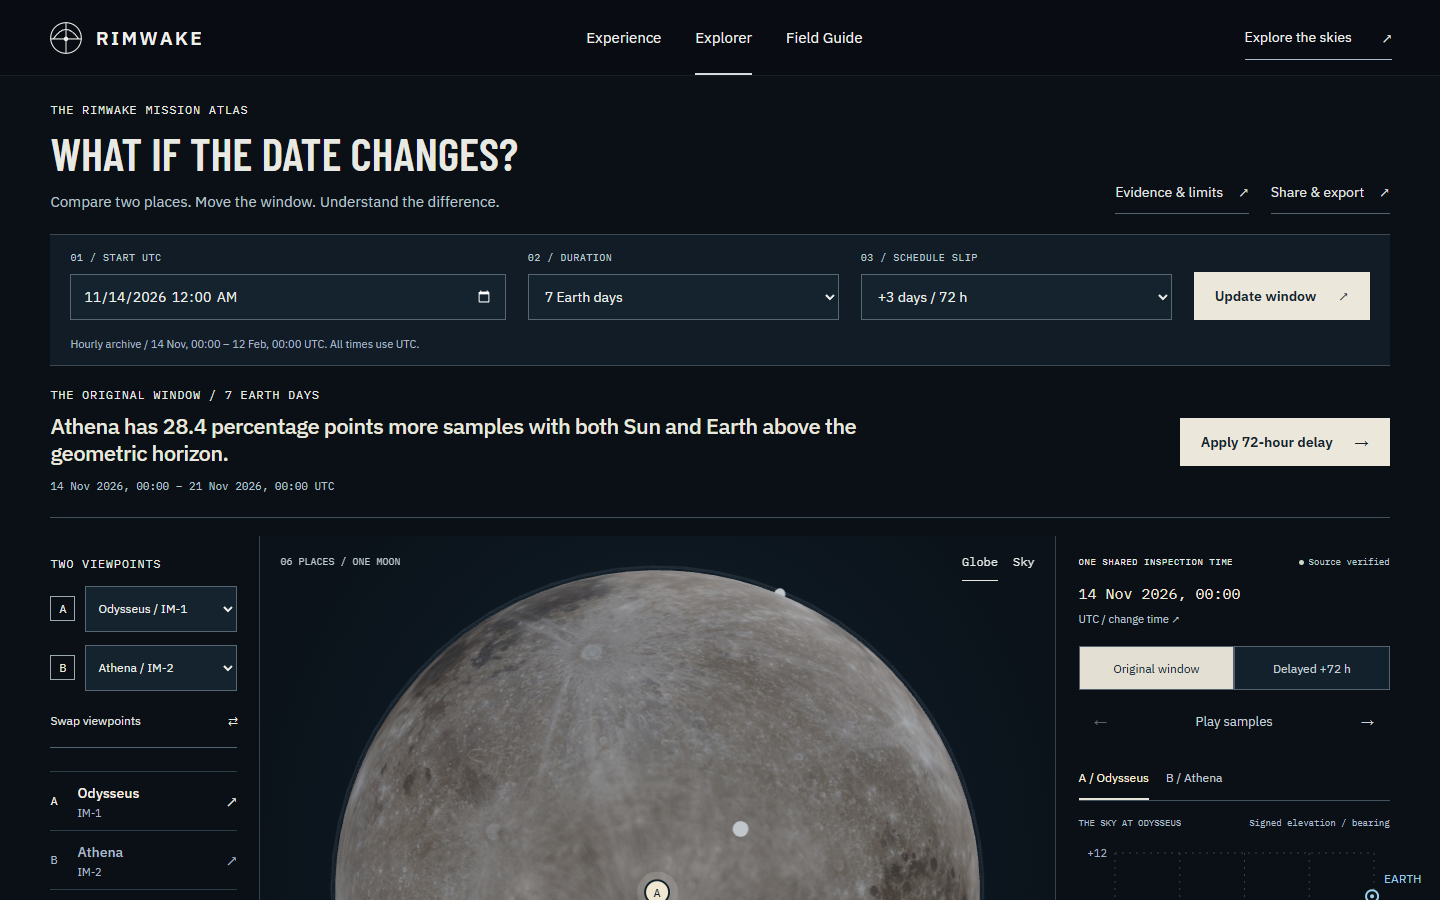 RIMWAKE
Experience
Explorer
Field Guide
Explore the skies ↗
THE RIMWAKE MISSION ATLAS
WHAT IF THE DATE CHANGES?
Compare two places. Move the window. Understand the difference.
Evidence & limits ↗
Share & export ↗
01 / START UTC
11/14/2026 12:00 AM
02 / DURATION
7 Earth days
03 / SCHEDULE SLIP
+3 days / 72 h
Update window ↗
Hourly archive / 14 Nov, 00:00 – 12 Feb, 00:00 UTC. All times use UTC.
THE ORIGINAL WINDOW / 7 EARTH DAYS
Athena has 28.4 percentage points more samples with both Sun and Earth above the
geometric horizon.
14 Nov 2026, 00:00 – 21 Nov 2026, 00:00 UTC
Apply 72-hour delay →
TWO VIEWPOINTS
A
Odysseus / IM-1
B
Athena / IM-2
Swap viewpoints ⇄
A
Odysseus ↗
IM-1
B
Athena ↗
IM-2
06 PLACES / ONE MOON
Globe
Sky
A
ONE SHARED INSPECTION TIME
Source verified
14 Nov 2026, 00:00
UTC / change time ↗
Original window
Delayed +72 h
← Play samples →
A / Odysseus
B / Athena
THE SKY AT ODYSSEUS
Signed elevation / bearing
+12
EARTH